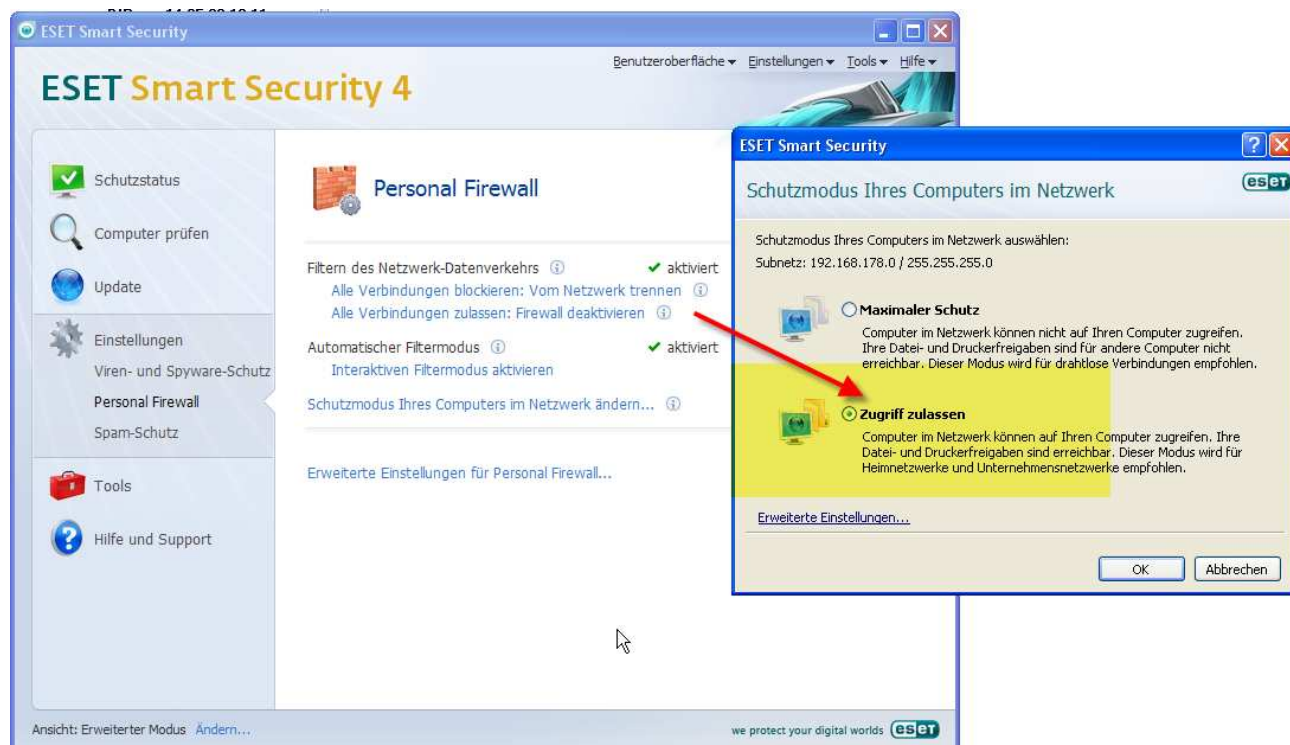 ESET Smart Security
Benutzeroberfläche Einstellungen Tools Hilfe
ESET Smart Security 4
Schutzstatus
Computer prüfen
Update
Einstellungen
Viren- und Spyware-Schutz
Personal Firewall
Spam-Schutz
Tools
Hilfe und Support
Personal Firewall
Filtern des Netzwerk-Datenverkehrs aktiviert
Alle Verbindungen blockieren: Vom Netzwerk trennen
Alle Verbindungen zulassen: Firewall deaktivieren
Automatischer Filtermodus aktiviert
Interaktiven Filtermodus aktivieren
Schutzmodus Ihres Computers im Netzwerk ändern...
Erweiterte Einstellungen für Personal Firewall...
Ansicht: Erweiterter Modus Ändern...
we protect your digital worlds eset
ESET Smart Security
Schutzmodus Ihres Computers im Netzwerk
eset
Schutzmodus Ihres Computers im Netzwerk auswählen:
Subnetz: 192.168.178.0 / 255.255.255.0
Maximaler Schutz
Computer im Netzwerk können nicht auf Ihren Computer zugreifen.
Ihre Datei- und Druckerfreigaben sind für andere Computer nicht
erreichbar. Dieser Modus wird für drahtlose Verbindungen empfohlen.
Zugriff zulassen
Computer im Netzwerk können auf Ihren Computer zugreifen. Ihre
Datei- und Druckerfreigaben sind erreichbar. Dieser Modus wird für
Heimnetzwerke und Unternehmensnetzwerke empfohlen.
Erweiterte Einstellungen...
OK Abbrechen